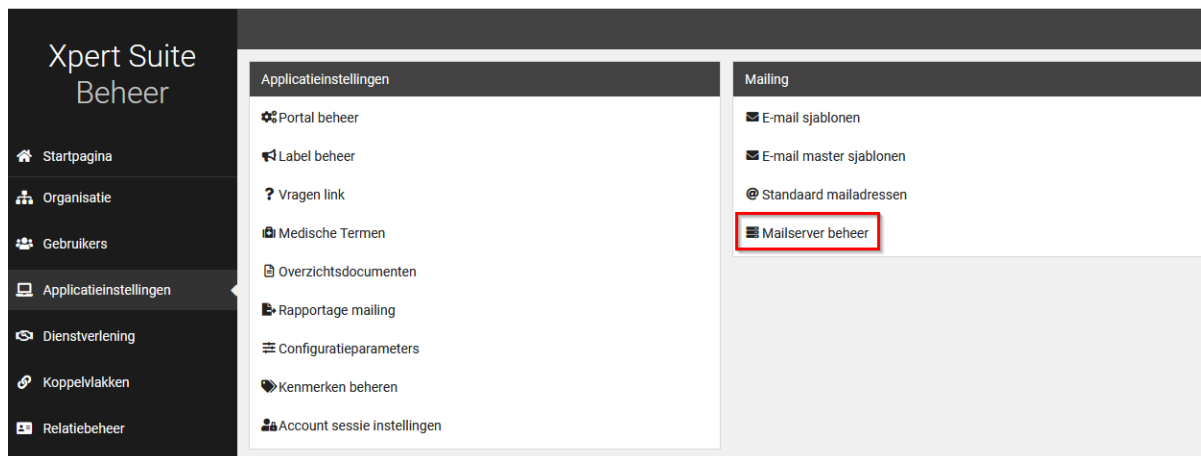 Xpert Suite
Beheer
Startpagina
Organisatie
Gebruikers
Applicatieinstellingen
Dienstverlening
Koppelvlakken
Relatiebeheer
Applicatieinstellingen
Portal beheer
Label beheer
Vragen link
Medische Termen
Overzichtsdocumenten
Rapportage mailing
Configuratieparameters
Kenmerken beheren
Account sessie instellingen
Mailing
E-mail sjablonen
E-mail master sjablonen
Standaard mailadressen
Mailserver beheer